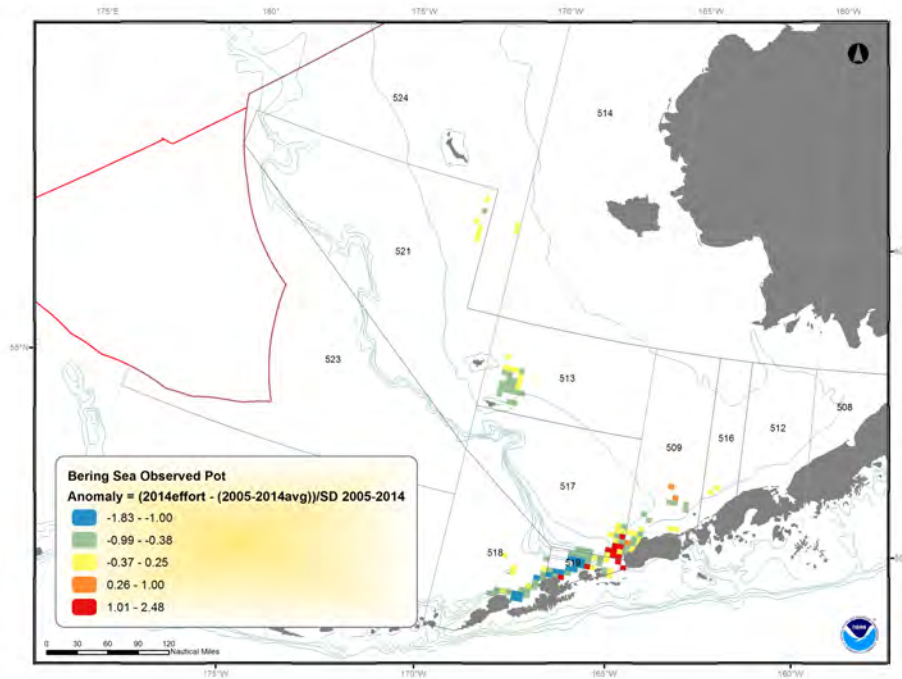 175°E 180° 175°W 170°W 165°W 160°W
524
514
521
55°N
523
513
509
516
512
508
517
518
519
Bering Sea Observed Pot
Anomaly = (2014effort - (2005-2014avg))/SD 2005-2014
-1.83 - -1.00
-0.99 - -0.38
-0.37 - 0.25
0.26 - 1.00
1.01 - 2.48
0 30 60 90 120
Nautical Miles
NOAA
175°W 170°W 165°W 160°W